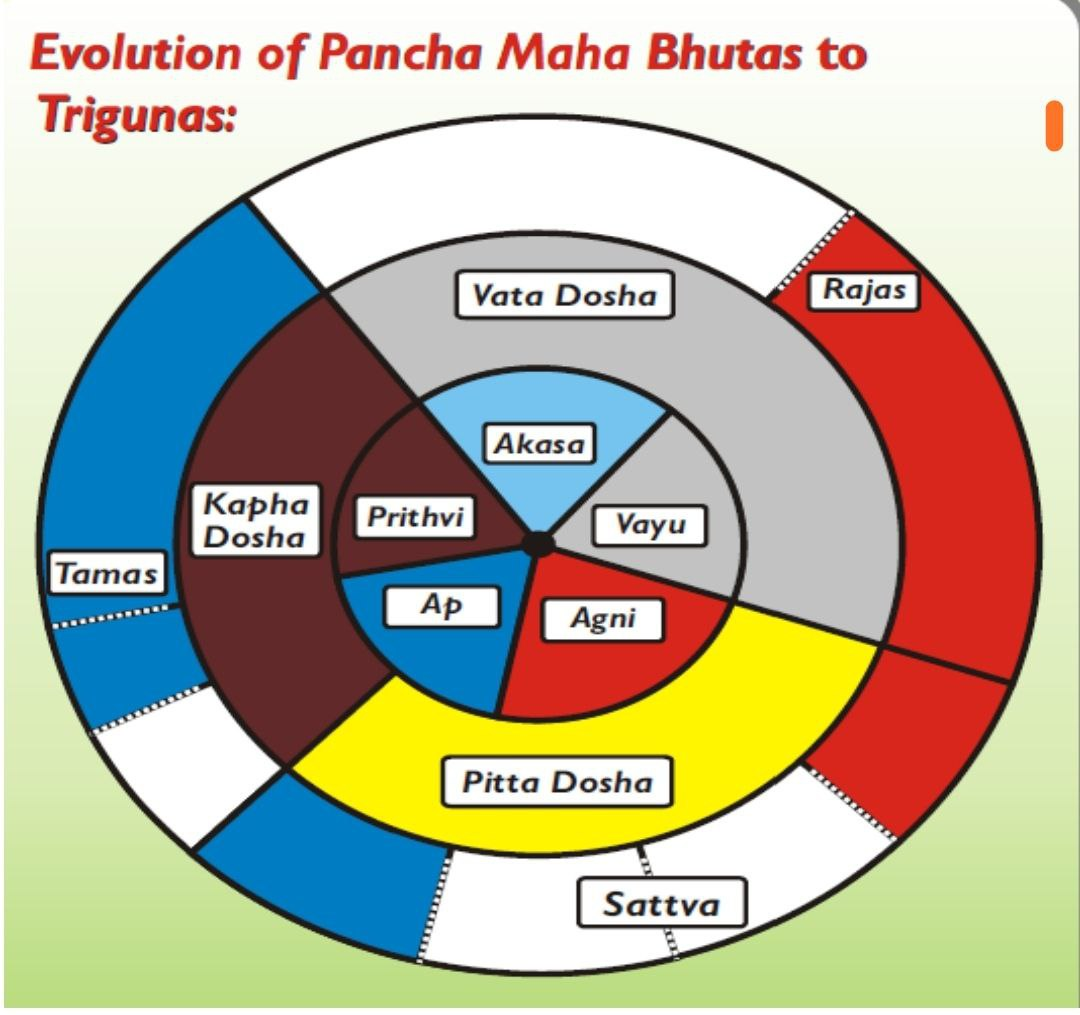 Evolution of Pancha Maha Bhutas to
Trigunas:
Vata Dosha
Rajas
Akasa
Kapha
Dosha
Prithvi
Vayu
Tamas
Ap
Agni
Pitta Dosha
Sattva